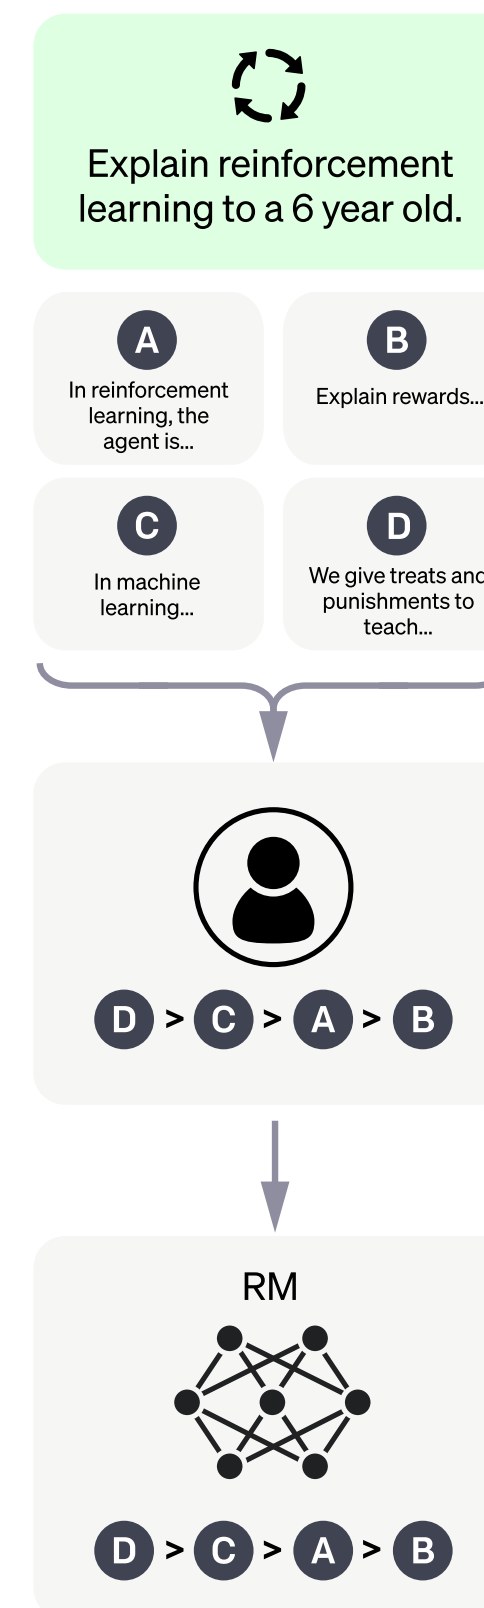 Explain reinforcement
learning to a 6 year old.
A
In reinforcement
learning, the
agent is...
B
Explain rewards...
C
In machine
learning...
D
We give treats and
punishments to
teach...
D > C > A > B
RM
D > C > A > B